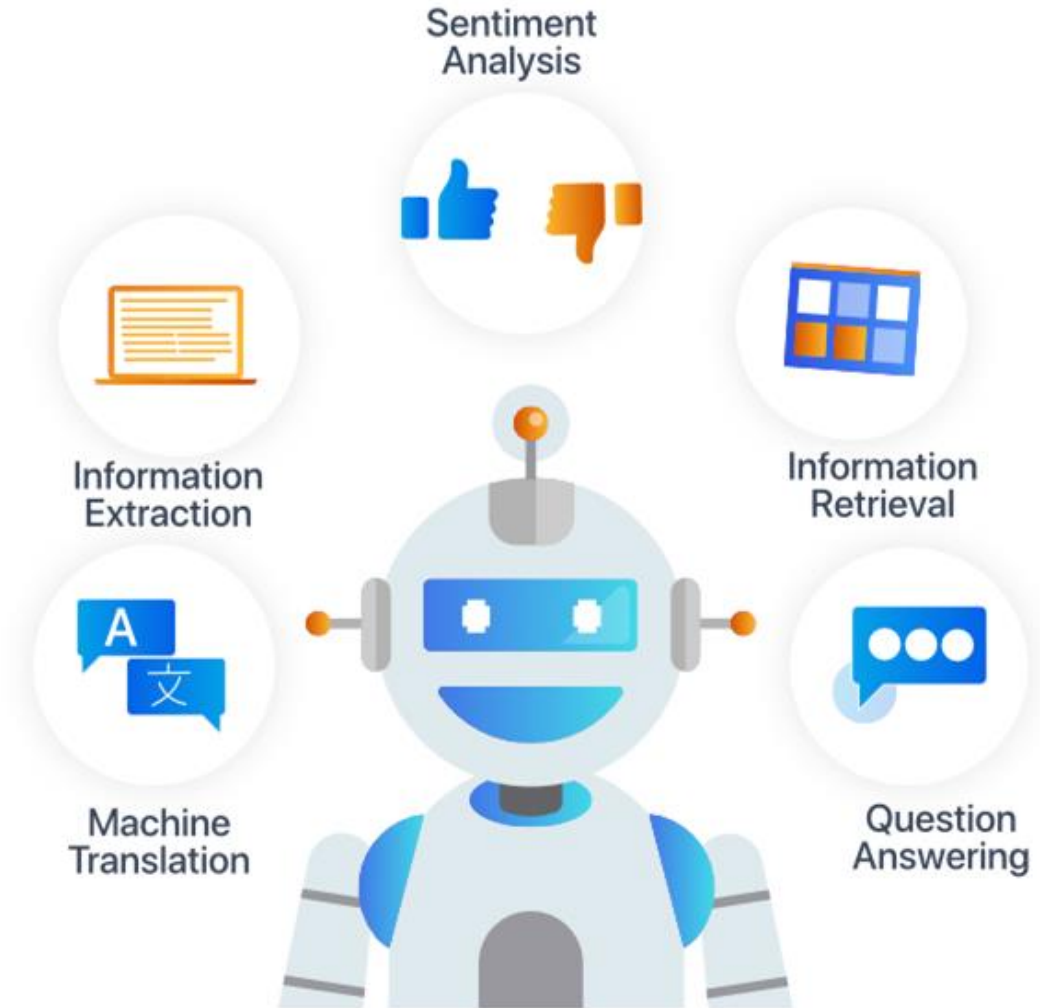 Sentiment
Analysis
Information
Extraction
Information
Retrieval
A
文
Machine
Translation
Question
Answering